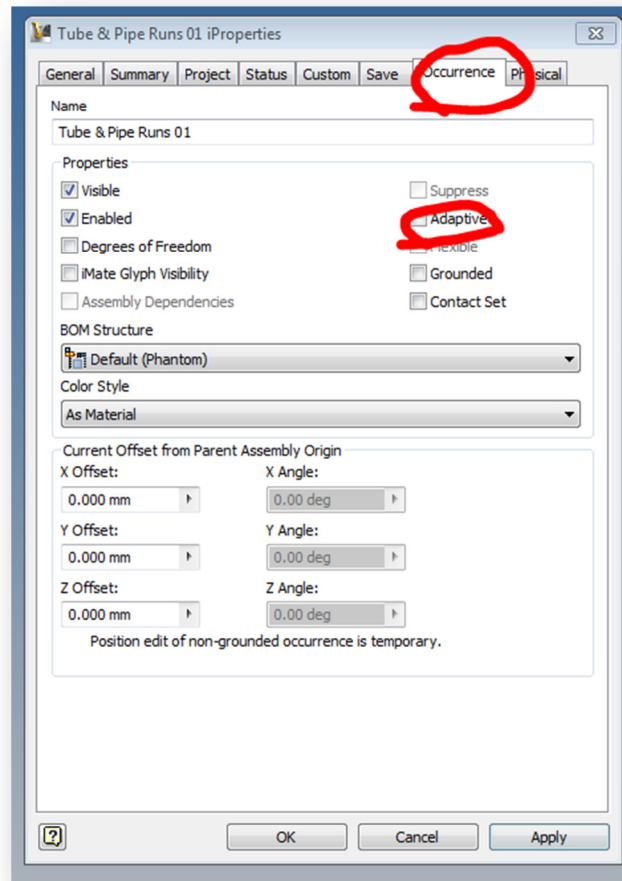 Tube & Pipe Runs 01 iProperties
General Summary Project Status Custom Save Occurrence Physical
Name
Tube & Pipe Runs 01
Properties
Visible Suppress
Enabled Adaptive
Degrees of Freedom Flexible
iMate Glyph Visibility Grounded
Assembly Dependencies Contact Set
BOM Structure
Default (Phantom)
Color Style
As Material
Current Offset from Parent Assembly Origin
X Offset: X Angle:
0.000 mm 0.00 deg
Y Offset: Y Angle:
0.000 mm 0.00 deg
Z Offset: Z Angle:
0.000 mm 0.00 deg
Position edit of non-grounded occurrence is temporary.
? OK Cancel Apply